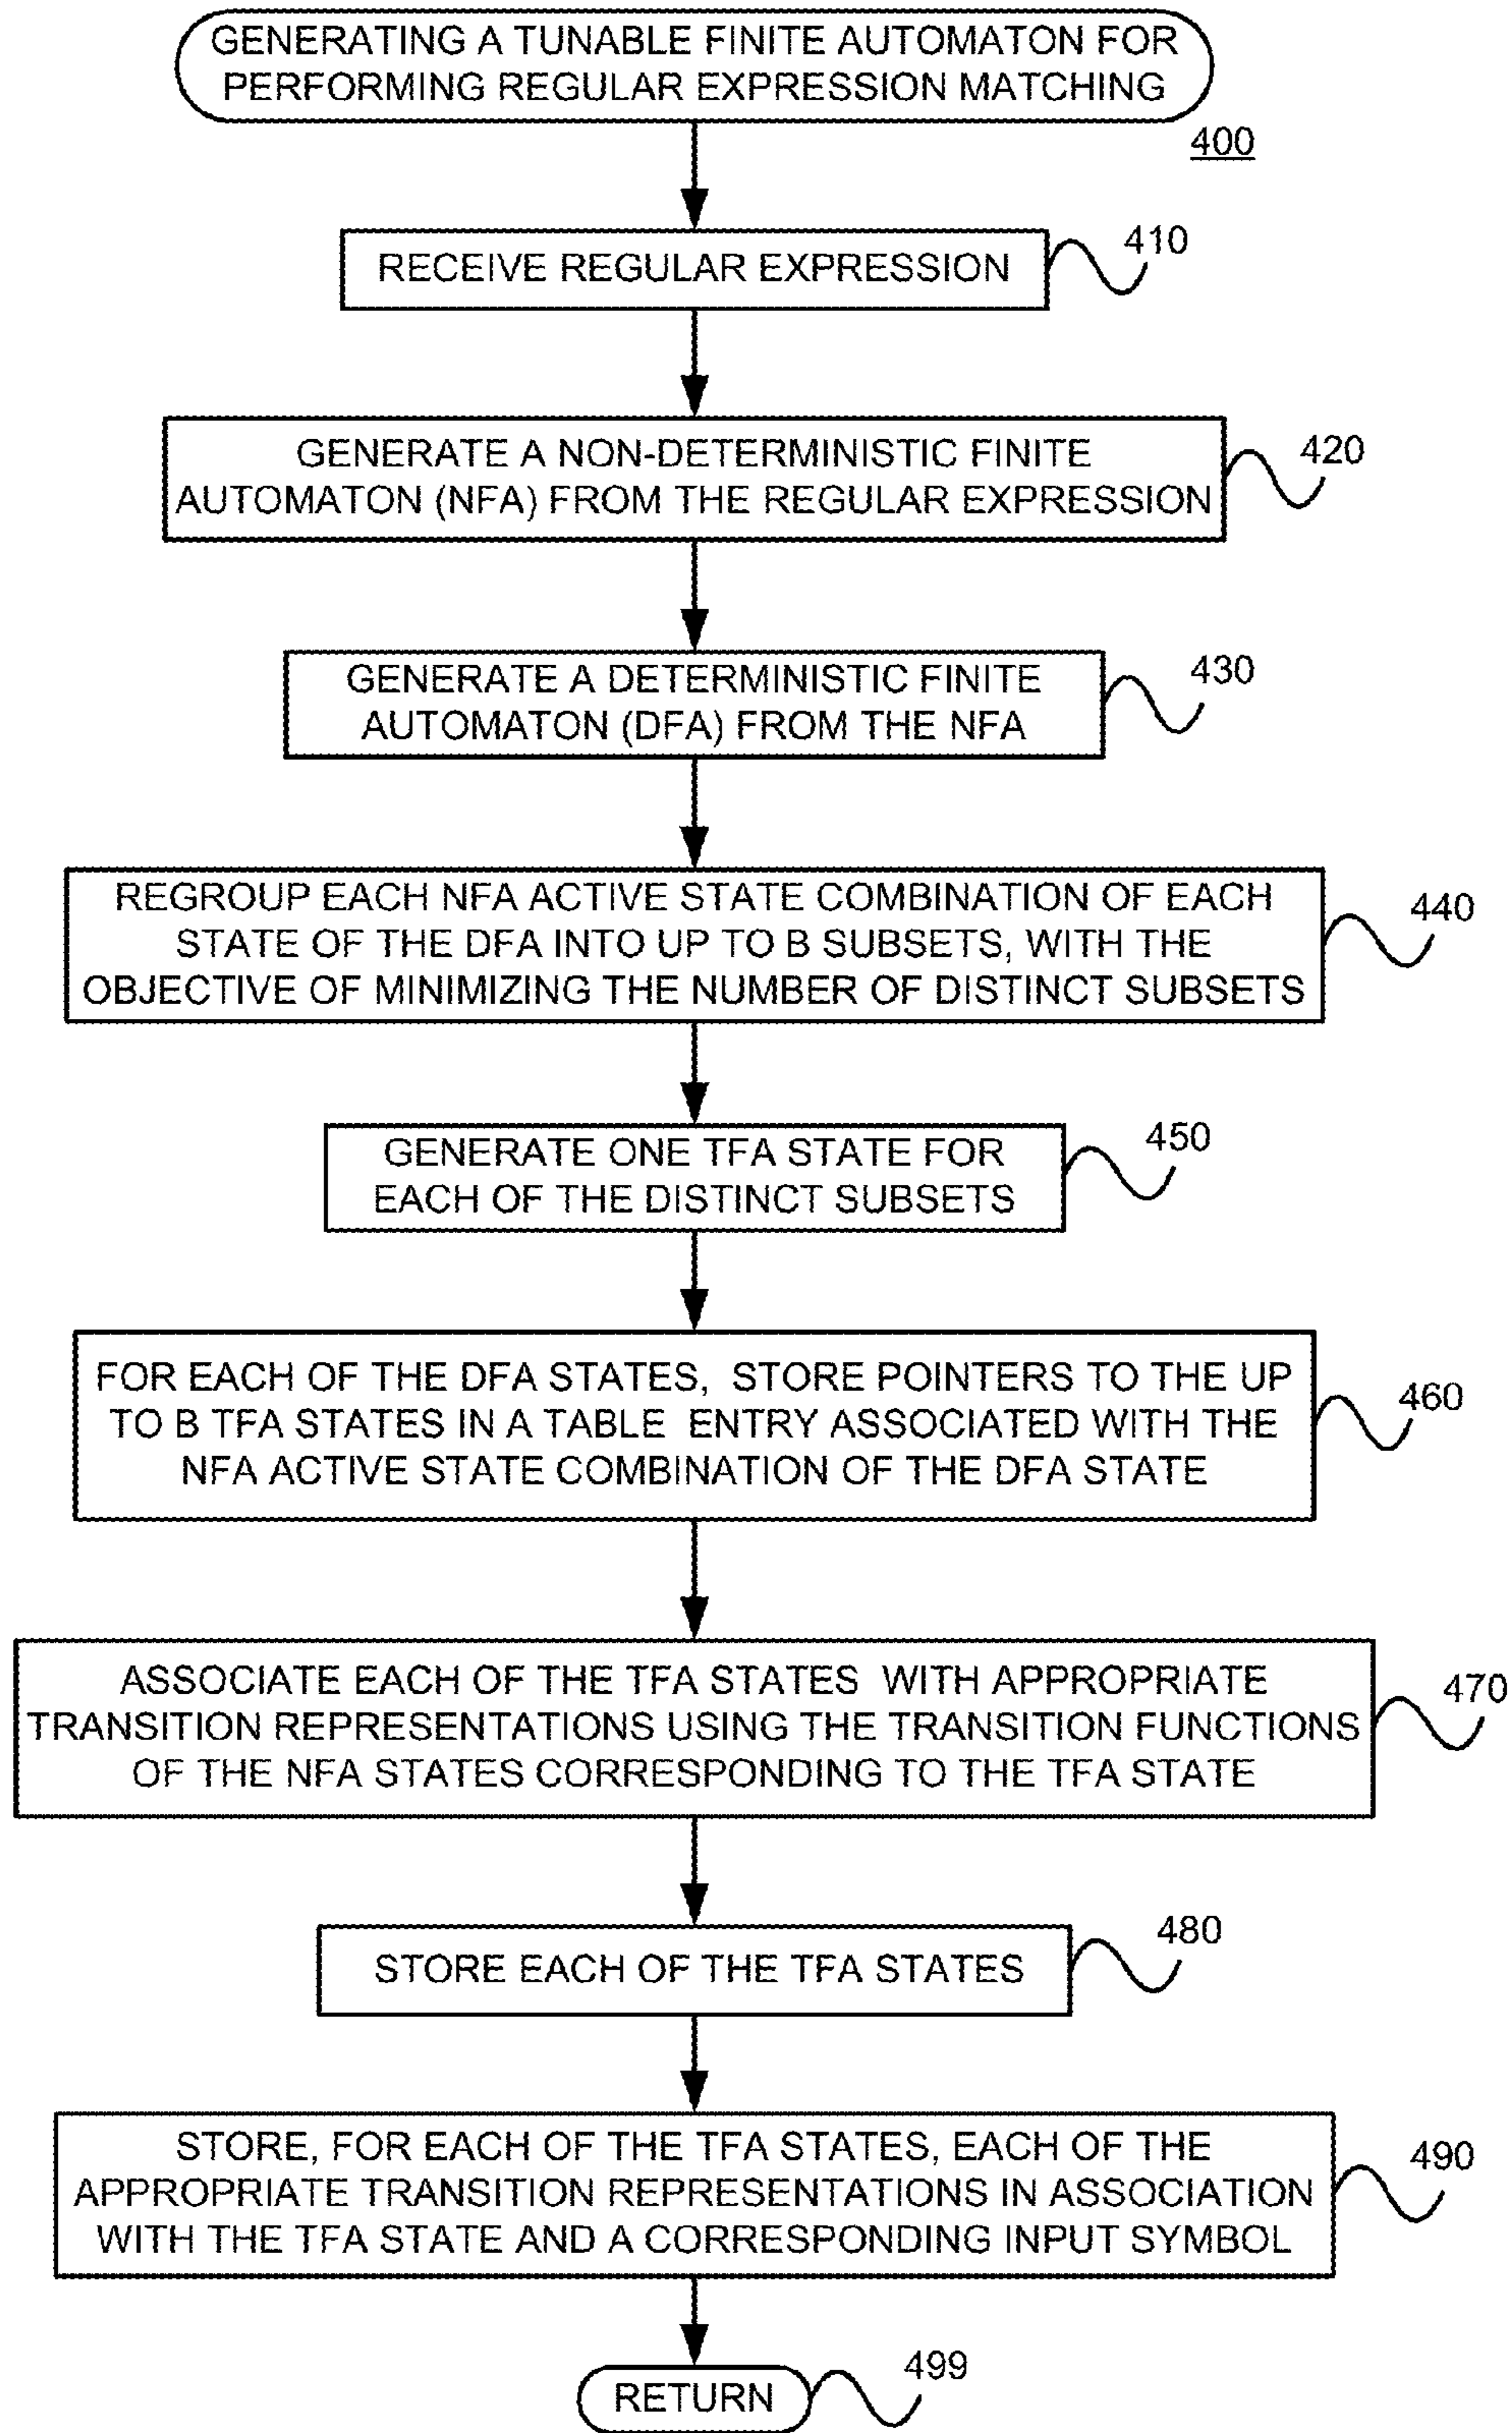 GENERATING A TUNABLE FINITE AUTOMATON FOR
PERFORMING REGULAR EXPRESSION MATCHING
400
RECEIVE REGULAR EXPRESSION
410
GENERATE A NON-DETERMINISTIC FINITE
AUTOMATON (NFA) FROM THE REGULAR EXPRESSION
420
GENERATE A DETERMINISTIC FINITE
AUTOMATON (DFA) FROM THE NFA
430
REGROUP EACH NFA ACTIVE STATE COMBINATION OF EACH
STATE OF THE DFA INTO UP TO B SUBSETS, WITH THE
OBJECTIVE OF MINIMIZING THE NUMBER OF DISTINCT SUBSETS
440
GENERATE ONE TFA STATE FOR
EACH OF THE DISTINCT SUBSETS
450
FOR EACH OF THE DFA STATES, STORE POINTERS TO THE UP
TO B TFA STATES IN A TABLE ENTRY ASSOCIATED WITH THE
NFA ACTIVE STATE COMBINATION OF THE DFA STATE
460
ASSOCIATE EACH OF THE TFA STATES WITH APPROPRIATE
TRANSITION REPRESENTATIONS USING THE TRANSITION FUNCTIONS
OF THE NFA STATES CORRESPONDING TO THE TFA STATE
470
STORE EACH OF THE TFA STATES
480
STORE, FOR EACH OF THE TFA STATES, EACH OF THE
APPROPRIATE TRANSITION REPRESENTATIONS IN ASSOCIATION
WITH THE TFA STATE AND A CORRESPONDING INPUT SYMBOL
490
RETURN
499